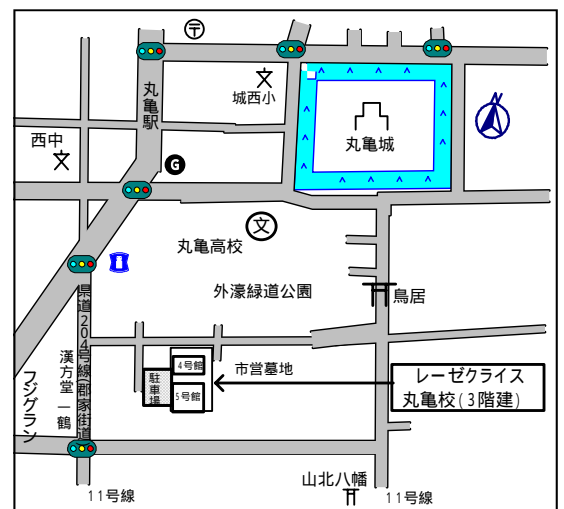 〒
文
城西小
丸亀駅
丸亀城
N
西中
文
G
文
丸亀高校
外濠緑道公園
鳥居
県道204号線(郡家街道)
漢方堂
一鶴
フジグラン
4号館
市営墓地
駐車場
5号館
レーゼクライス
丸亀校(3階建)
山北八幡
11号線
11号線